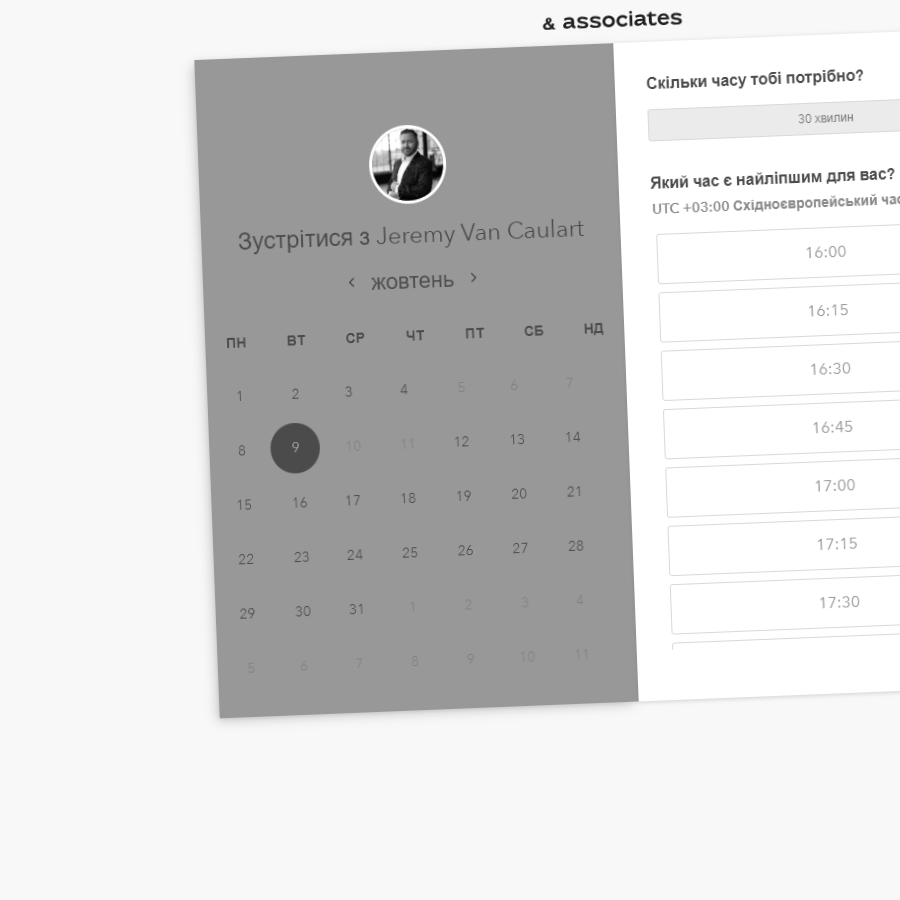 & associates
Зустрітися з Jeremy Van Caulart
‹ жовтень ›
ПН ВТ СР ЧТ ПТ СБ НД
1 2 3 4 5 6 7
8 9 10 11 12 13 14
15 16 17 18 19 20 21
22 23 24 25 26 27 28
29 30 31 1 2 3 4
5 6 7 8 9 10 11
Скільки часу тобі потрібно?
30 хвилин
Який час є найліпшим для вас?
UTC +03:00 Східноєвропейський
16:00
16:15
16:30
16:45
17:00
17:15
17:30